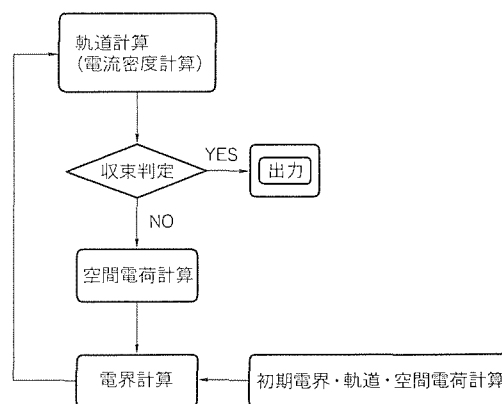 軌道計算
(電流密度計算)
収束判定
YES
出力
NO
空間電荷計算
電界計算
初期電界・軌道・空間電荷計算